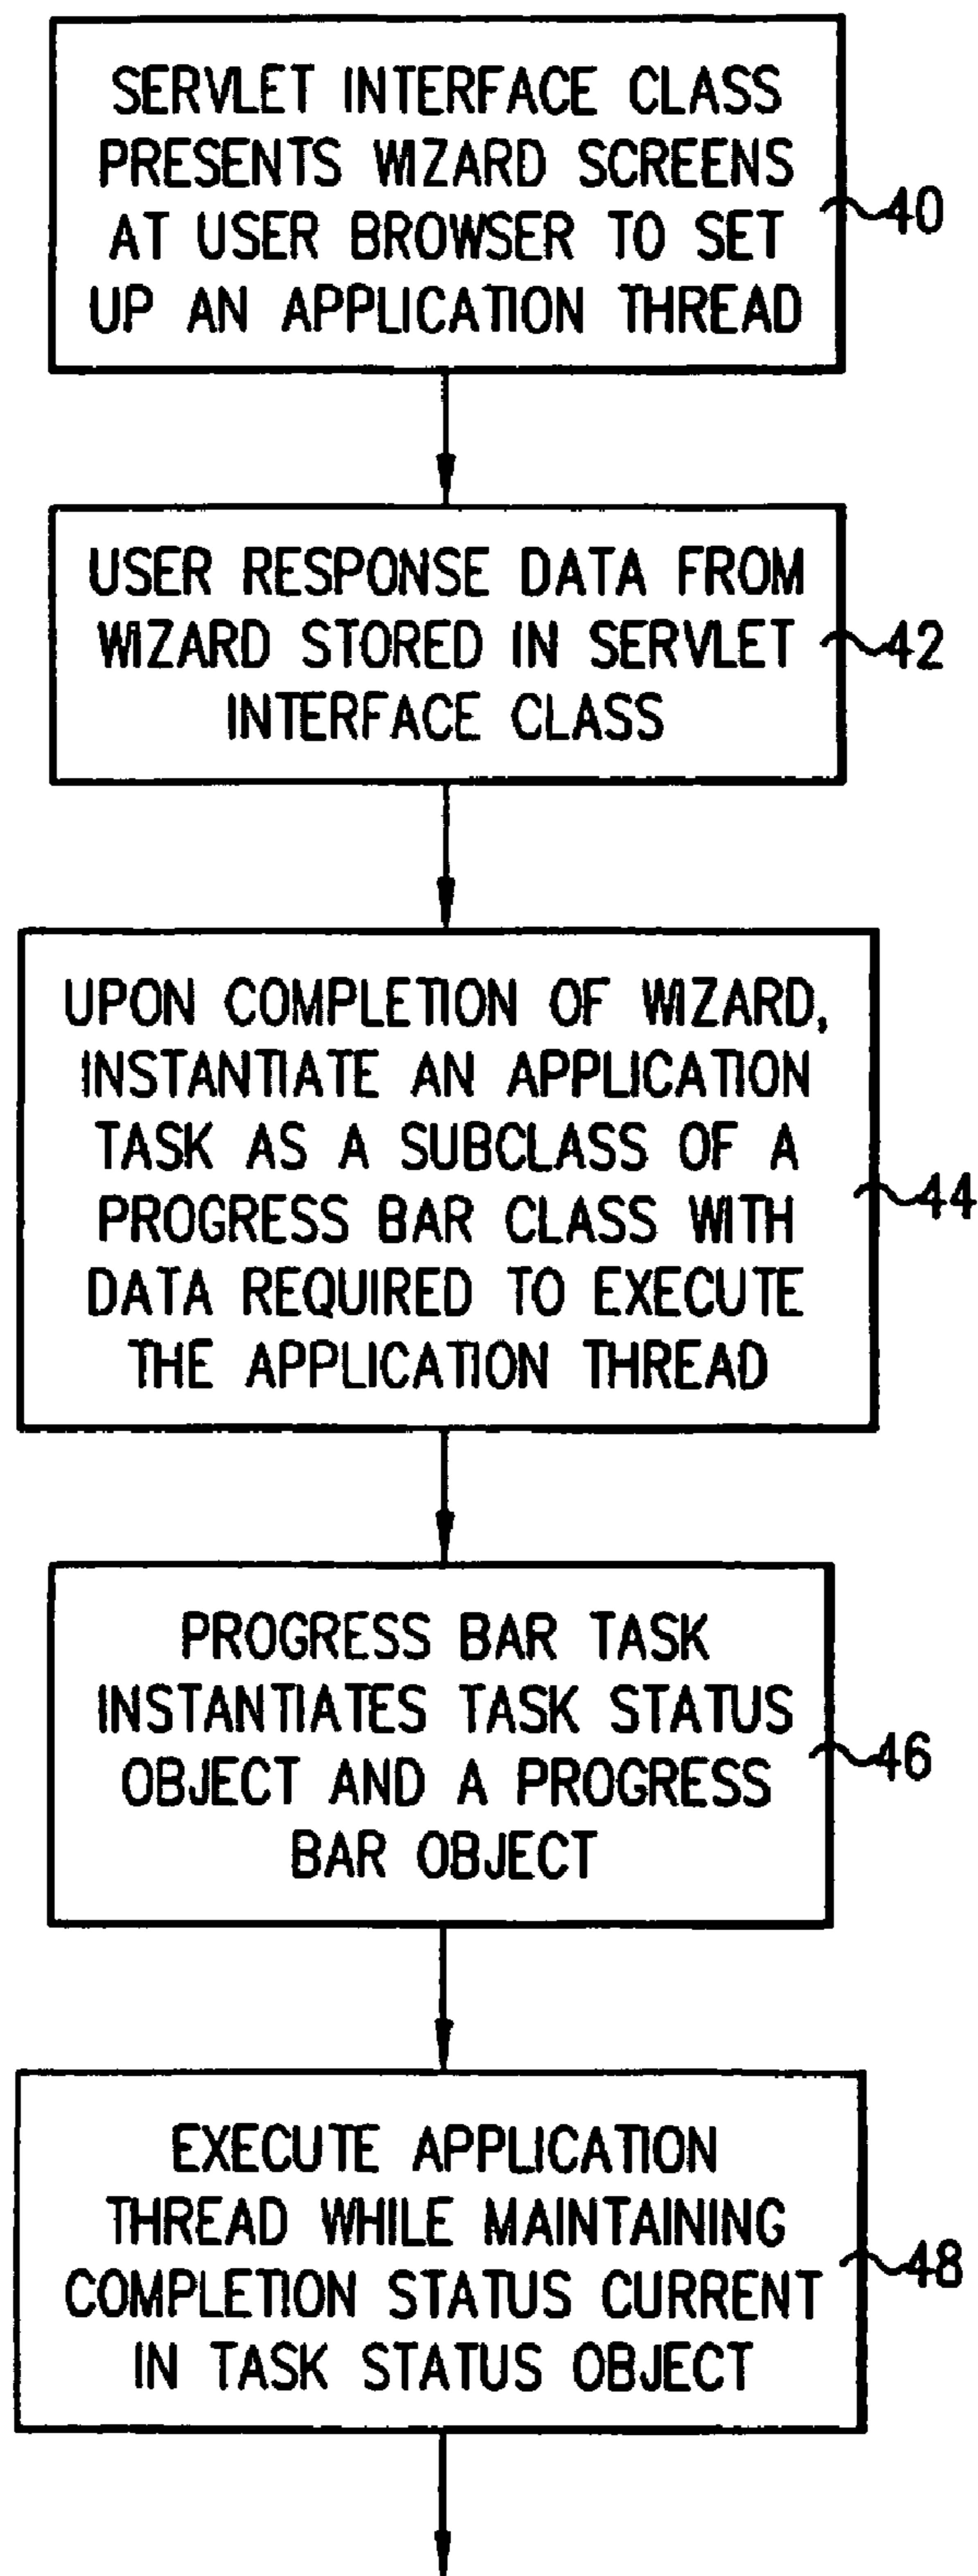 SERVLET INTERFACE CLASS
PRESENTS WIZARD SCREENS
AT USER BROWSER TO SET
UP AN APPLICATION THREAD
40
USER RESPONSE DATA FROM
WIZARD STORED IN SERVLET
INTERFACE CLASS
42
UPON COMPLETION OF WIZARD,
INSTANTIATE AN APPLICATION
TASK AS A SUBCLASS OF A
PROGRESS BAR CLASS WITH
DATA REQUIRED TO EXECUTE
THE APPLICATION THREAD
44
PROGRESS BAR TASK
INSTANTIATES TASK STATUS
OBJECT AND A PROGRESS
BAR OBJECT
46
EXECUTE APPLICATION
THREAD WHILE MAINTAINING
COMPLETION STATUS CURRENT
IN TASK STATUS OBJECT
48